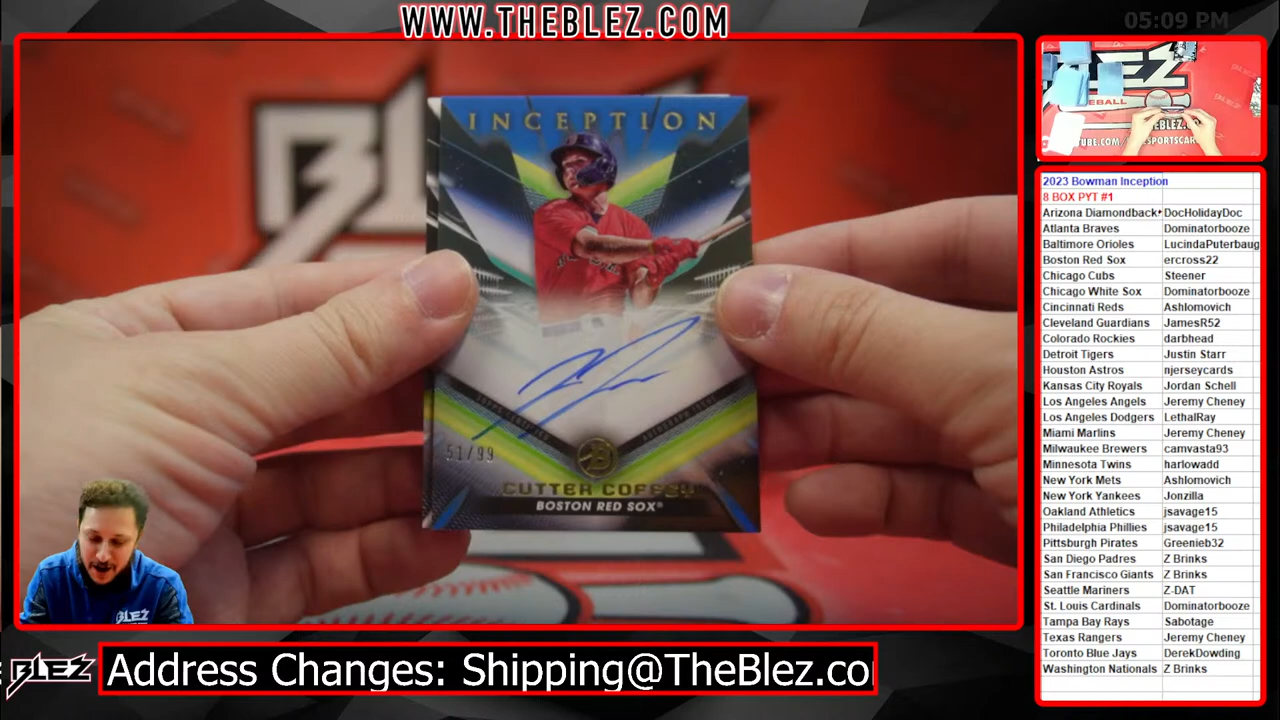 WWW.THEBLEZ.COM
05:09 PM
INCEPTION
51/99
CUTTER COFFEY
BOSTON RED SOX®
BLEZ
BLEZ Address Changes: Shipping@TheBlez.co
2023 Bowman Inception
8 BOX PYT #1
Arizona Diamondback DocHolidayDoc
Atlanta Braves Dominatorbooze
Baltimore Orioles LucindaPuterbaug
Boston Red Sox ercross22
Chicago Cubs Steener
Chicago White Sox Dominatorbooze
Cincinnati Reds Ashlomovich
Cleveland Guardians JamesR52
Colorado Rockies darbhead
Detroit Tigers Justin Starr
Houston Astros njerseycards
Kansas City Royals Jordan Schell
Los Angeles Angels Jeremy Cheney
Los Angeles Dodgers LethalRay
Miami Marlins Jeremy Cheney
Milwaukee Brewers camvasta93
Minnesota Twins harlowadd
New York Mets Ashlomovich
New York Yankees Jonzilla
Oakland Athletics jsavage15
Philadelphia Phillies jsavage15
Pittsburgh Pirates Greenieb32
San Diego Padres Z Brinks
San Francisco Giants Z Brinks
Seattle Mariners Z-DAT
St. Louis Cardinals Dominatorbooze
Tampa Bay Rays Sabotage
Texas Rangers Jeremy Cheney
Toronto Blue Jays DerekDowding
Washington Nationals Z Brinks